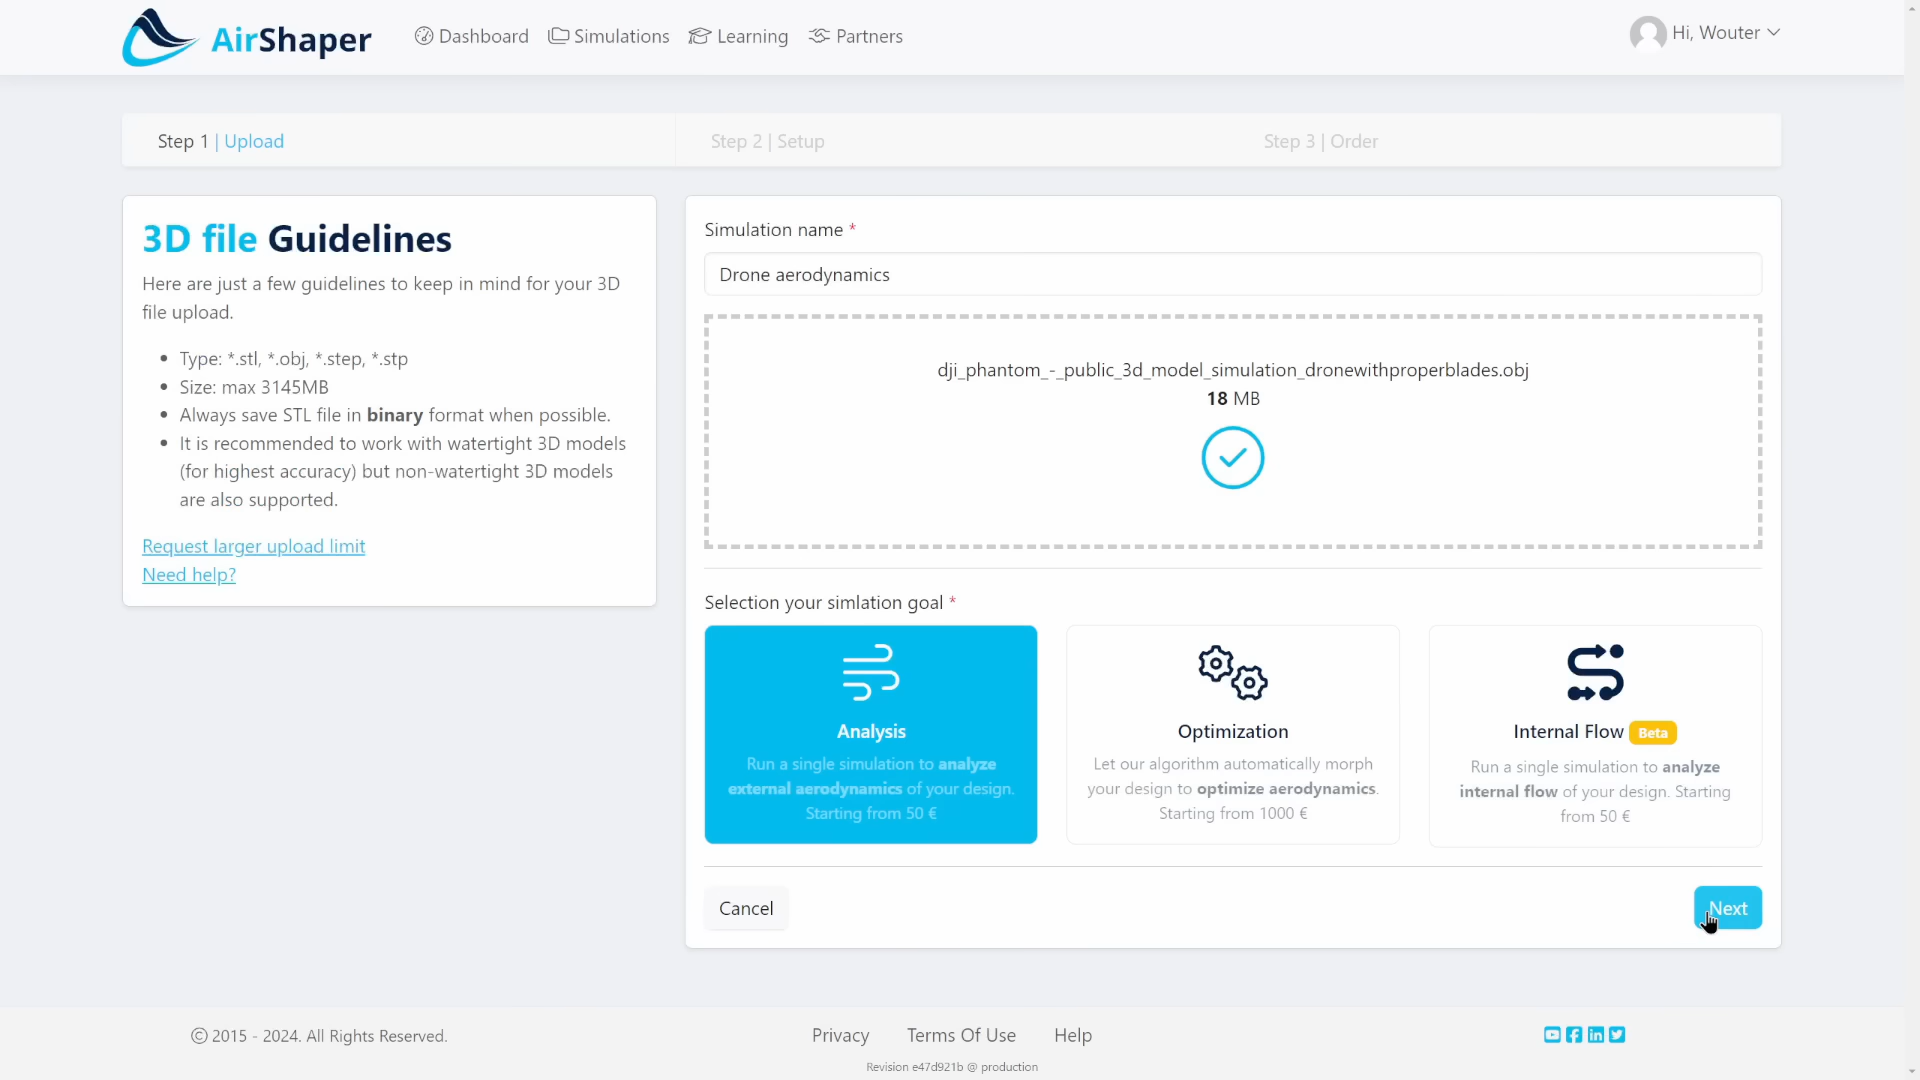 AirShaper
Dashboard
Simulations
Learning
Partners
Hi, Wouter
Step 1 | Upload
Step 2 | Setup
Step 3 | Order
3D file Guidelines
Here are just a few guidelines to keep in mind for your 3D
file upload.
Type: *.stl, *.obj, *.step, *.stp
Size: max 3145MB
Always save STL file in binary format when possible.
It is recommended to work with watertight 3D models
(for highest accuracy) but non-watertight 3D models
are also supported.
Request larger upload limit
Need help?
Simulation name *
Drone aerodynamics
dji_phantom_-_public_3d_model_simulation_dronewithproperblades.obj
18 MB
Selection your simlation goal *
Analysis
Run a single simulation to analyze
external aerodynamics of your design.
Starting from 50 €
Optimization
Let our algorithm automatically morph
your design to optimize aerodynamics.
Starting from 1000 €
Internal Flow Beta
Run a single simulation to analyze
internal flow of your design. Starting
from 50 €
Cancel
Next
© 2015 - 2024. All Rights Reserved.
Privacy
Terms Of Use
Help
Revision e47d921b @ production